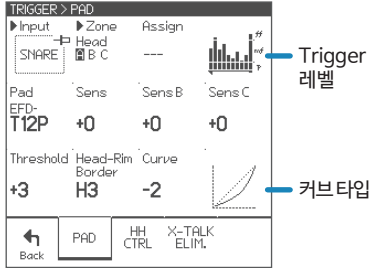 TRIGGER > PAD
▶Input ▶Zone Assign
Head
SNARE A B C ---
ff
mf
p
Trigger
레벨
Pad Sens Sens B Sens C
EFD-
T12P +0 +0 +0
Threshold Head-Rim Curve
Border
+3 H3 -2
커브 타입
Back PAD HH X-TALK
CTRL ELIM.